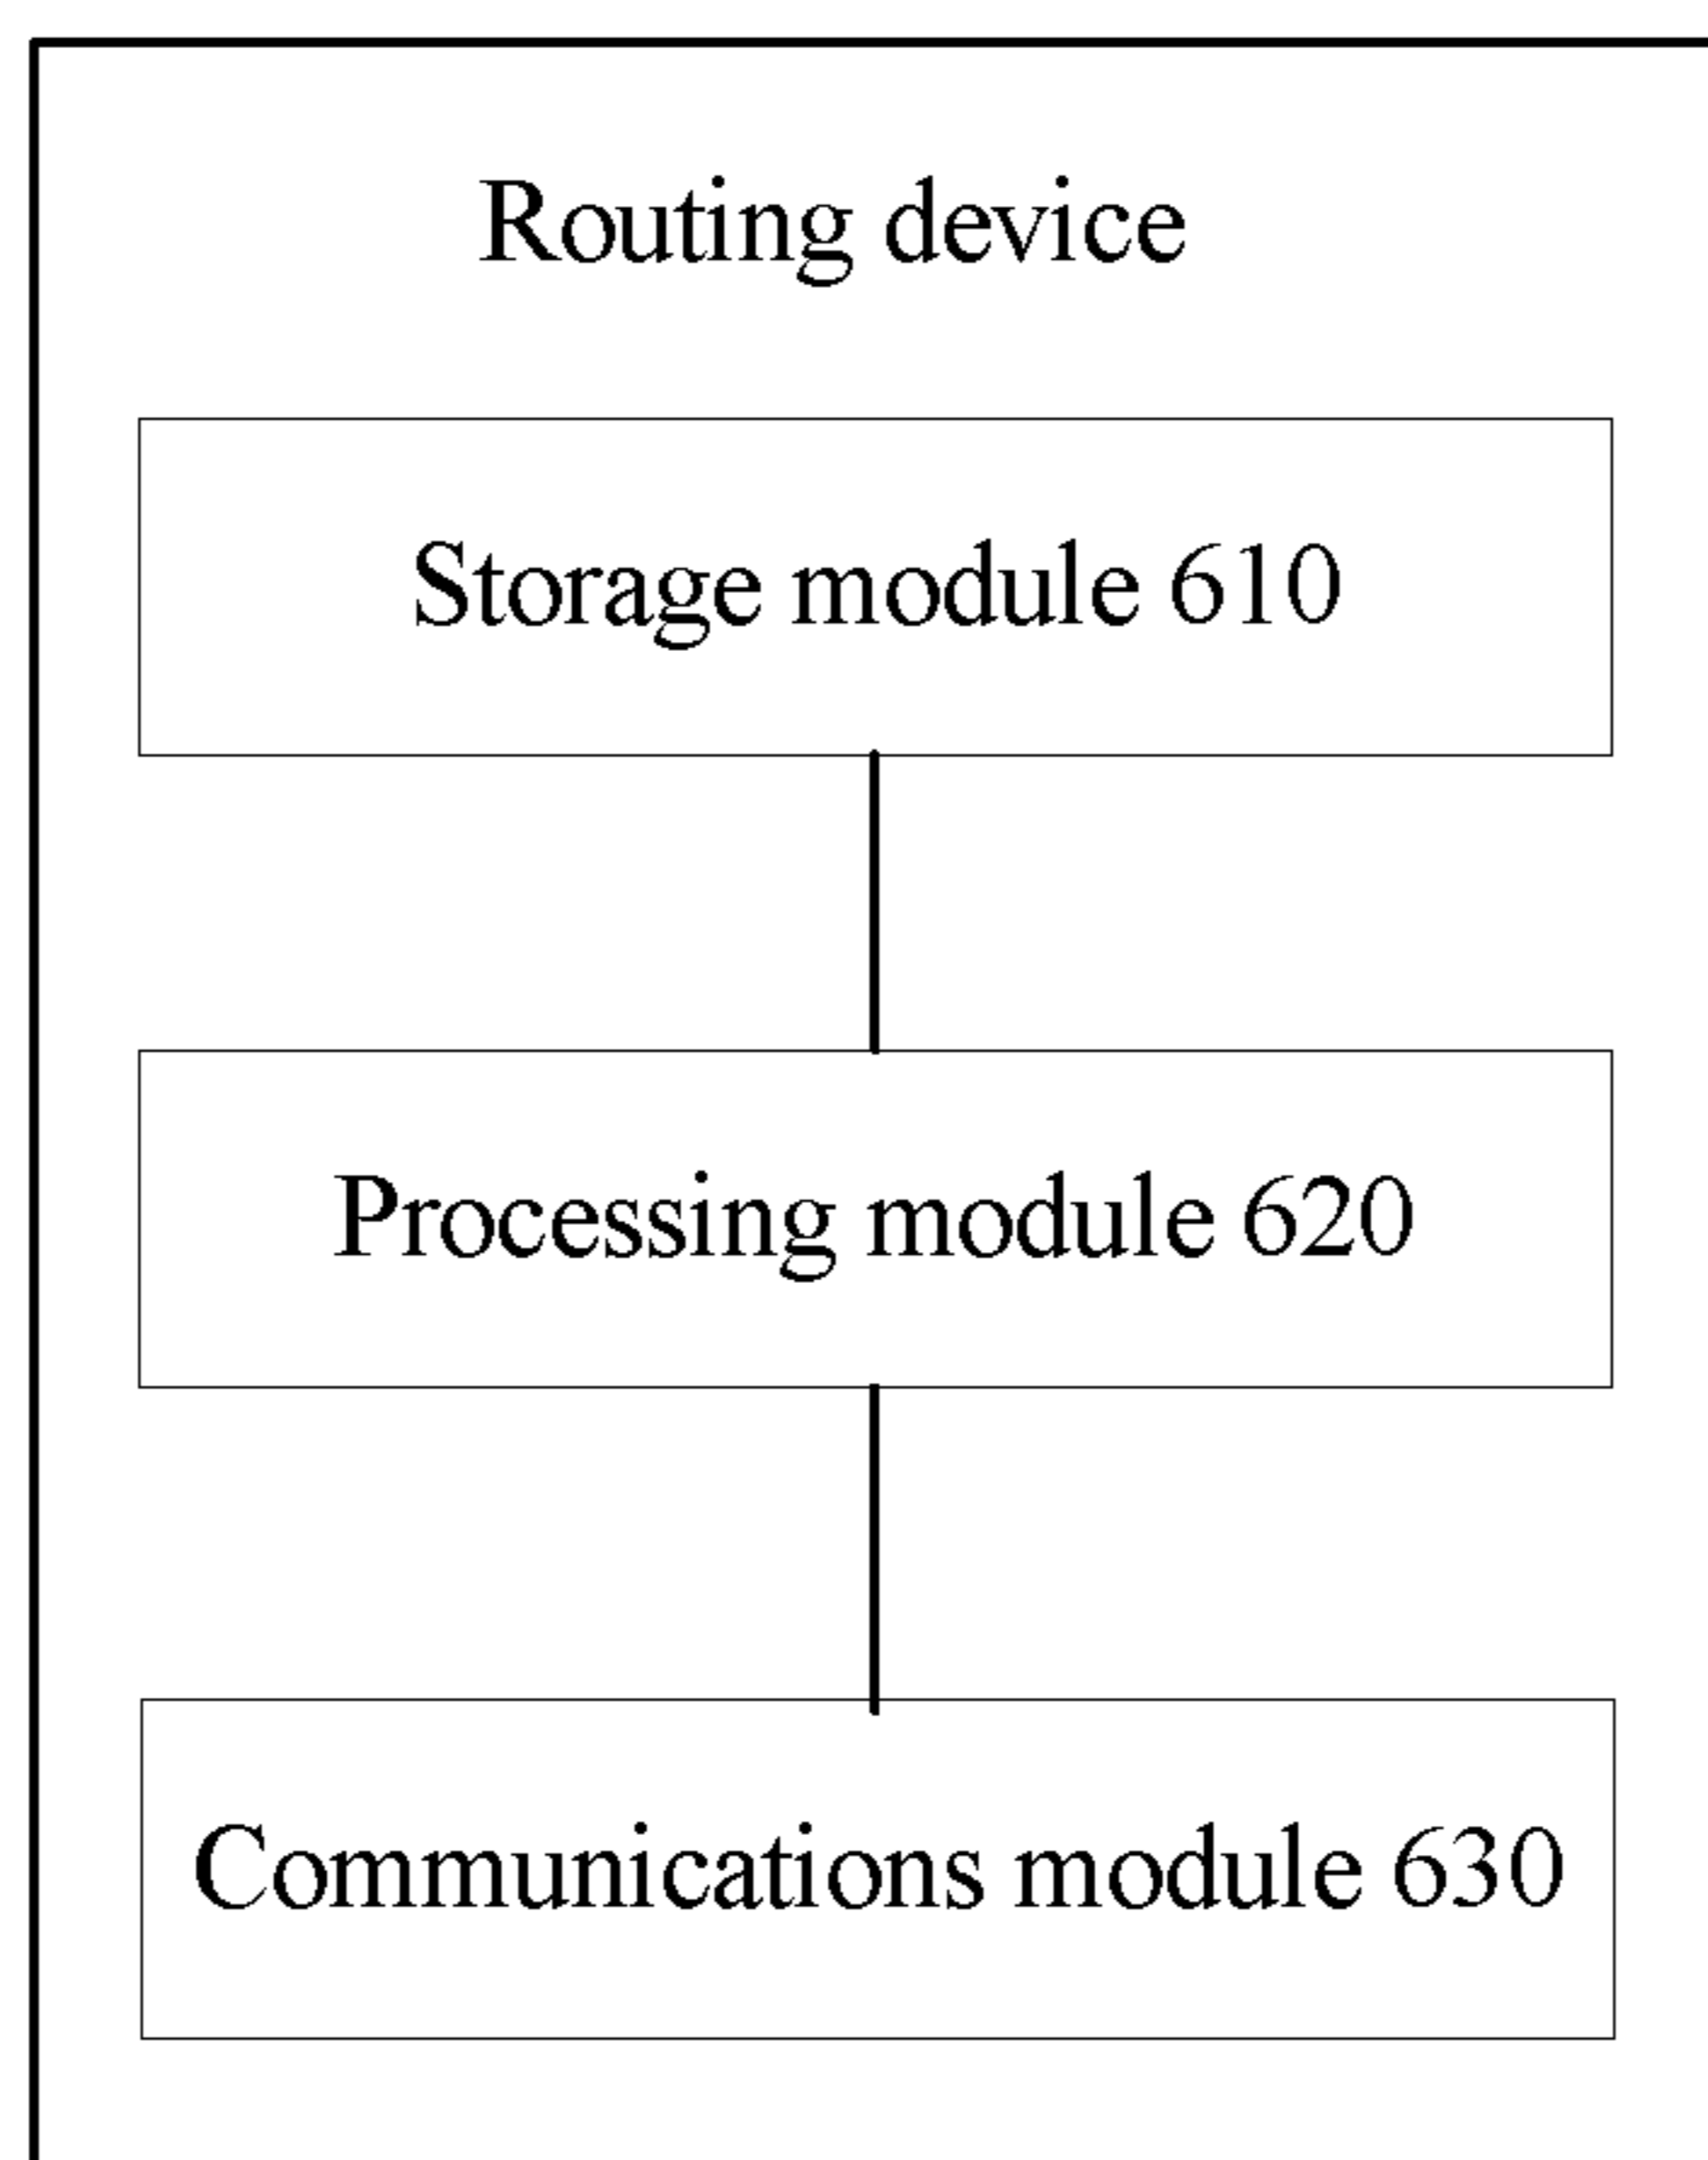 Routing device
Storage module 610
Processing module 620
Communications module 630